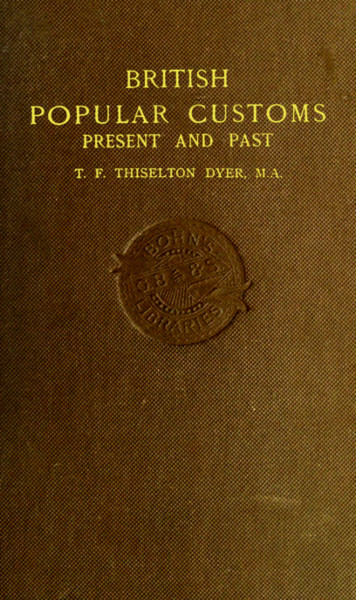 BRITISH
POPULAR CUSTOMS
PRESENT AND PAST
T. F. THISELTON DYER, M.A.
BOHN'S
LIBRARIES